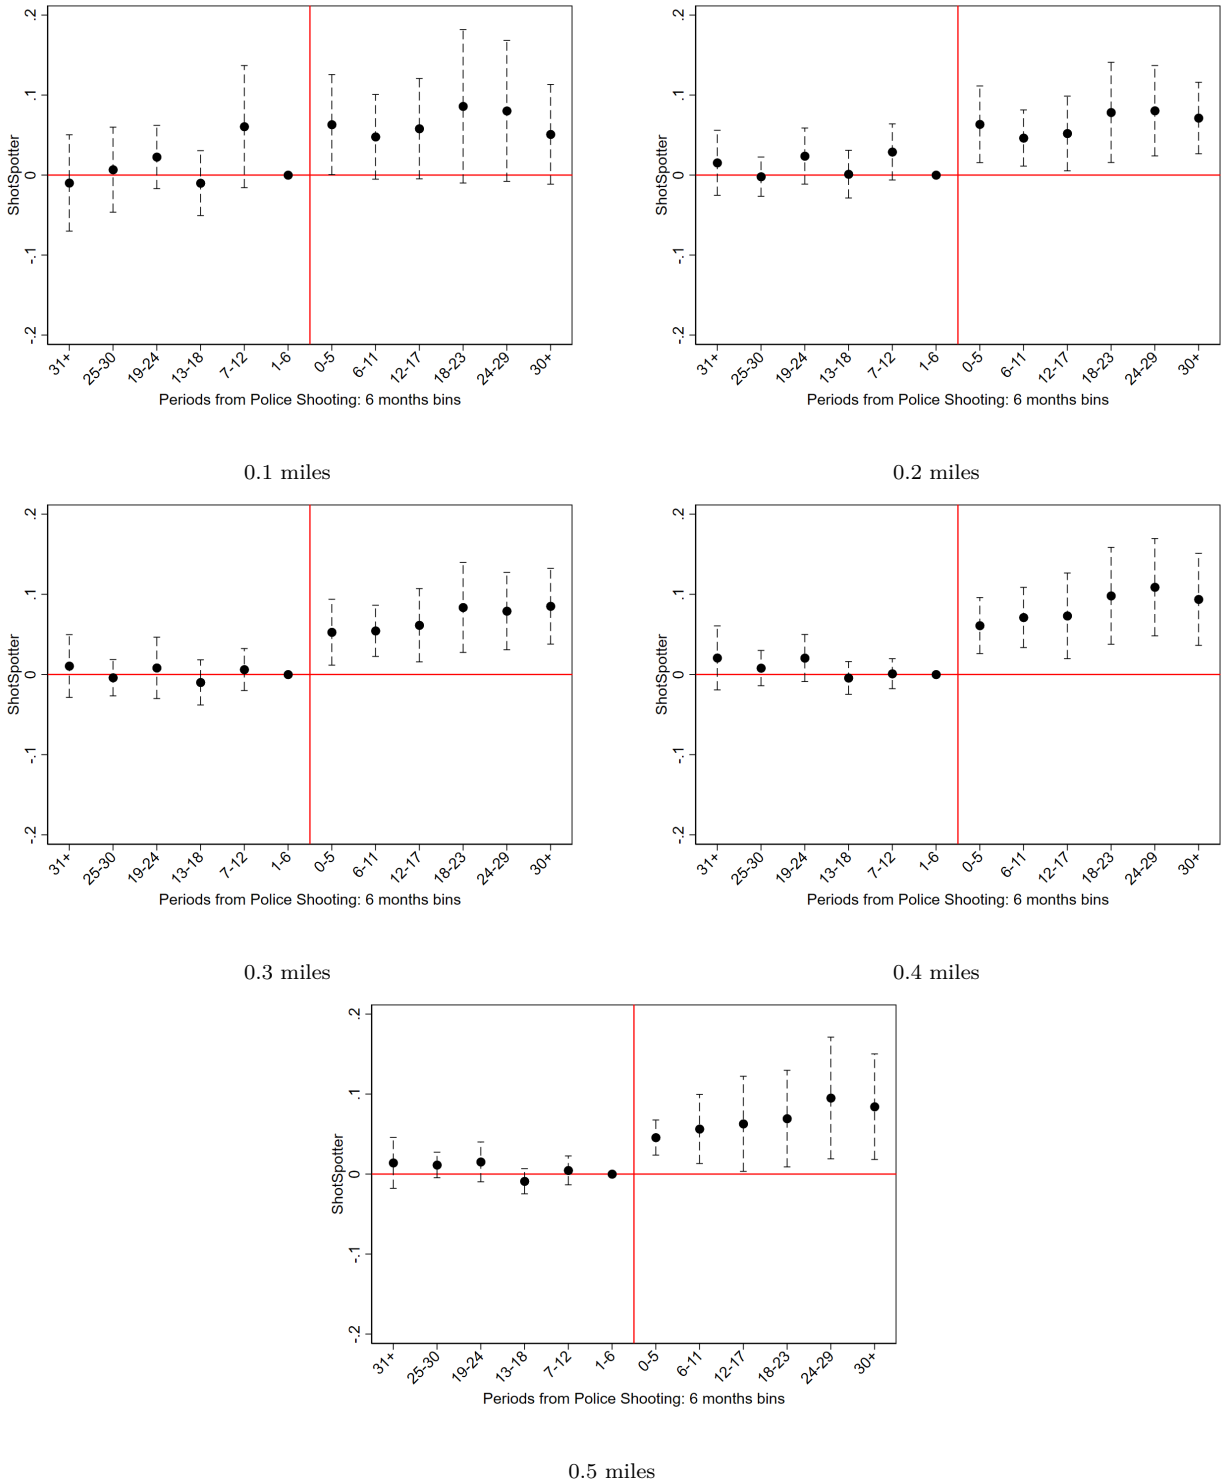 .2
.1
0
-.1
-.2
ShotSpotter
31+ 25-30 19-24 13-18 7-12 1-6 0-5 6-11 12-17 18-23 24-29 30+
Periods from Police Shooting: 6 months bins
0.1 miles
.2
.1
0
-.1
-.2
ShotSpotter
31+ 25-30 19-24 13-18 7-12 1-6 0-5 6-11 12-17 18-23 24-29 30+
Periods from Police Shooting: 6 months bins
0.2 miles
.2
.1
0
-.1
-.2
ShotSpotter
31+ 25-30 19-24 13-18 7-12 1-6 0-5 6-11 12-17 18-23 24-29 30+
Periods from Police Shooting: 6 months bins
0.3 miles
.2
.1
0
-.1
-.2
ShotSpotter
31+ 25-30 19-24 13-18 7-12 1-6 0-5 6-11 12-17 18-23 24-29 30+
Periods from Police Shooting: 6 months bins
0.4 miles
.2
.1
0
-.1
-.2
ShotSpotter
31+ 25-30 19-24 13-18 7-12 1-6 0-5 6-11 12-17 18-23 24-29 30+
Periods from Police Shooting: 6 months bins
0.5 miles